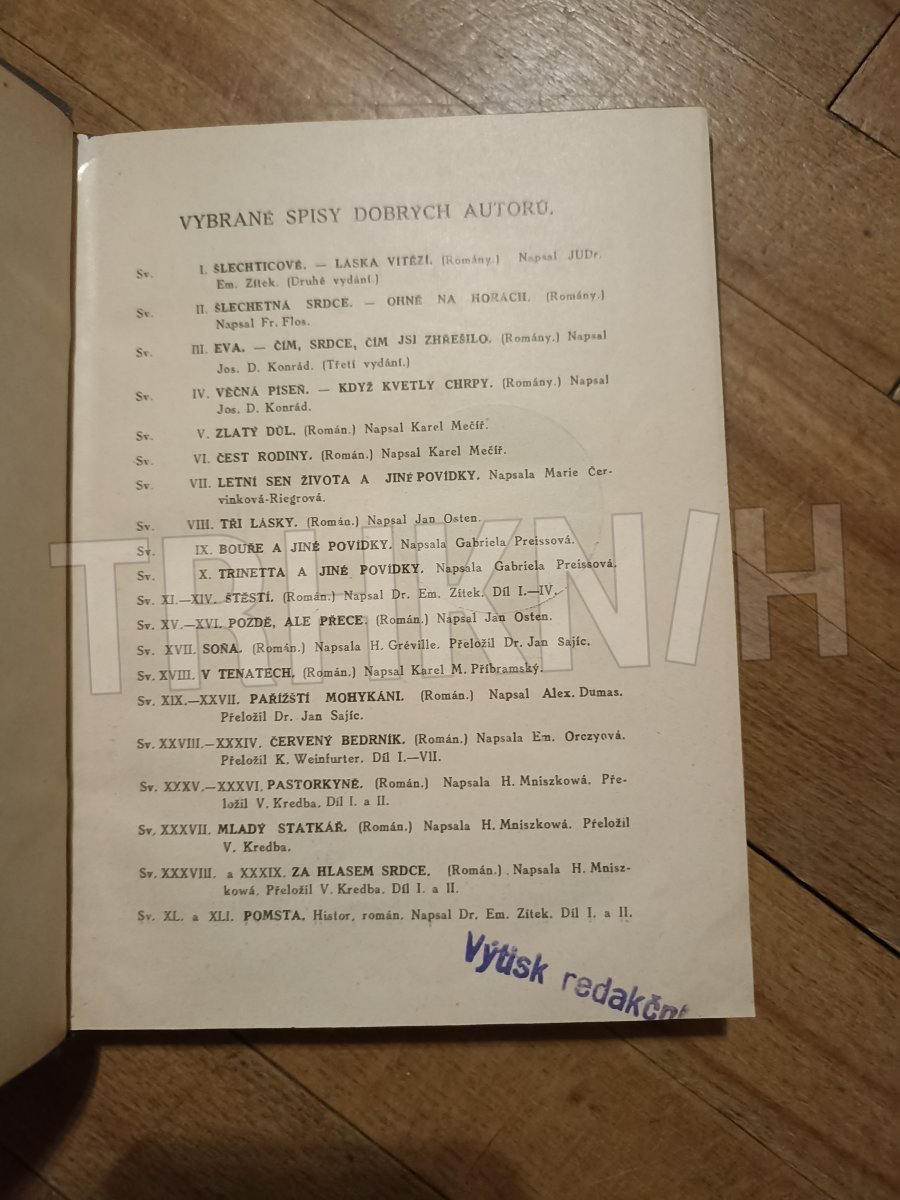 VYBRANÉ SPISY DOBRÝCH AUTORŮ.
Sv. I. ŠLECHTICOVÉ. — LÁSKA VÍTĚZÍ. (Romány.) Napsal JUDr.
Em. Zítek. (Druhé vydání.)
Sv. II. ŠLECHETNÁ SRDCE. — OHNĚ NA HORÁCH. (Romány.)
Napsal Fr. Flos.
Sv. III. EVA. — ČÍM, SRDCE, ČÍM JSI ZHŘEŠILO. (Romány.) Napsal
Jos. D. Konrád. (Třetí vydání.)
Sv. IV. VĚČNÁ PÍSEŇ. — KDYŽ KVETLY CHRPY. (Romány.) Napsal
Jos. D. Konrád.
Sv. V. ZLATÝ DŮL. (Román.) Napsal Karel Mečíř.
Sv. VI. ČEST RODINY. (Román.) Napsal Karel Mečíř.
Sv. VII. LETNÍ SEN ŽIVOTA A JINÉ POVÍDKY. Napsala Marie Čer-
vinková-Riegrová.
Sv. VIII. TŘI LÁSKY. (Román.) Napsal Jan Osten.
Sv. IX. BOUŘE A JINÉ POVÍDKY. Napsala Gabriela Preissová.
Sv. X. TRINETTA A JINÉ POVÍDKY. Napsala Gabriela Preissová.
Sv. XI.—XIV. ŠTĚSTÍ. (Román.) Napsal Dr. Em. Zítek. Díl I.—IV.
Sv. XV.—XVI. POZDĚ, ALE PŘECE. (Román.) Napsal Jan Osten.
Sv. XVII. SOŇA. (Román.) Napsala H. Gréville. Přeložil Dr. Jan Sajíc.
Sv. XVIII. V TENATECH. (Román.) Napsal Karel M. Příbramský.
Sv. XIX.—XXVII. PAŘÍŽŠTÍ MOHYKÁNI. (Román.) Napsal Alex. Dumas.
Přeložil Dr. Jan Sajíc.
Sv. XXVIII.—XXXIV. ČERVENÝ BEDRNÍK. (Román.) Napsala Em. Orczyová.
Přeložil K. Weinfurter. Díl I.—VII.
Sv. XXXV.—XXXVI. PASTORKYNĚ. (Román.) Napsala H. Mniszková. Pře-
ložil V. Kredba. Díl I. a II.
Sv. XXXVII. MLADÝ STATKÁŘ. (Román.) Napsala H. Mniszková. Přeložil
V. Kredba.
Sv. XXXVIII. a XXXIX. ZA HLASEM SRDCE. (Román.) Napsala H. Mnisz-
ková. Přeložil V. Kredba. Díl I. a II.
Sv. XL. a XLI. POMSTA. Histor. román. Napsal Dr. Em. Zítek. Díl I. a II.
Výtisk redakční
TRHKNIH